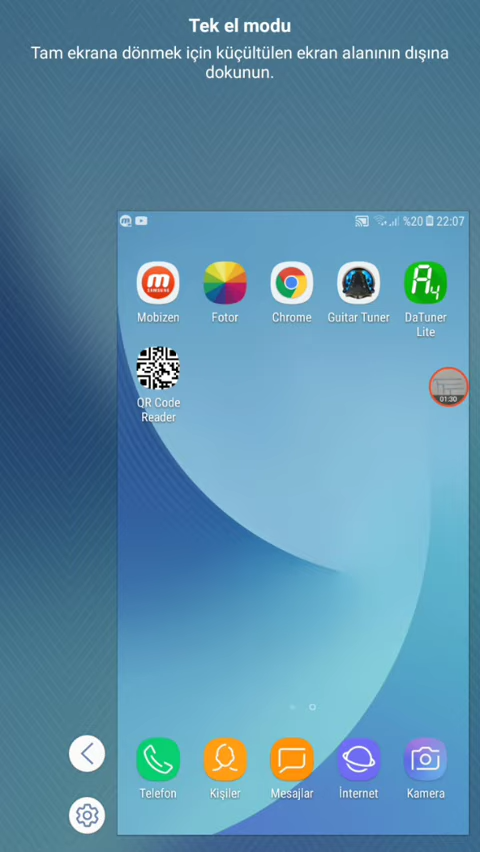 Tek el modu
Tam ekrana dönmek için küçültülen ekran alanının dışına
dokunun.
%20 22:07
Mobizen
Fotor
Chrome
Guitar Tuner
DaTuner
Lite
QR Code
Reader
01:30
Telefon
Kişiler
Mesajlar
İnternet
Kamera